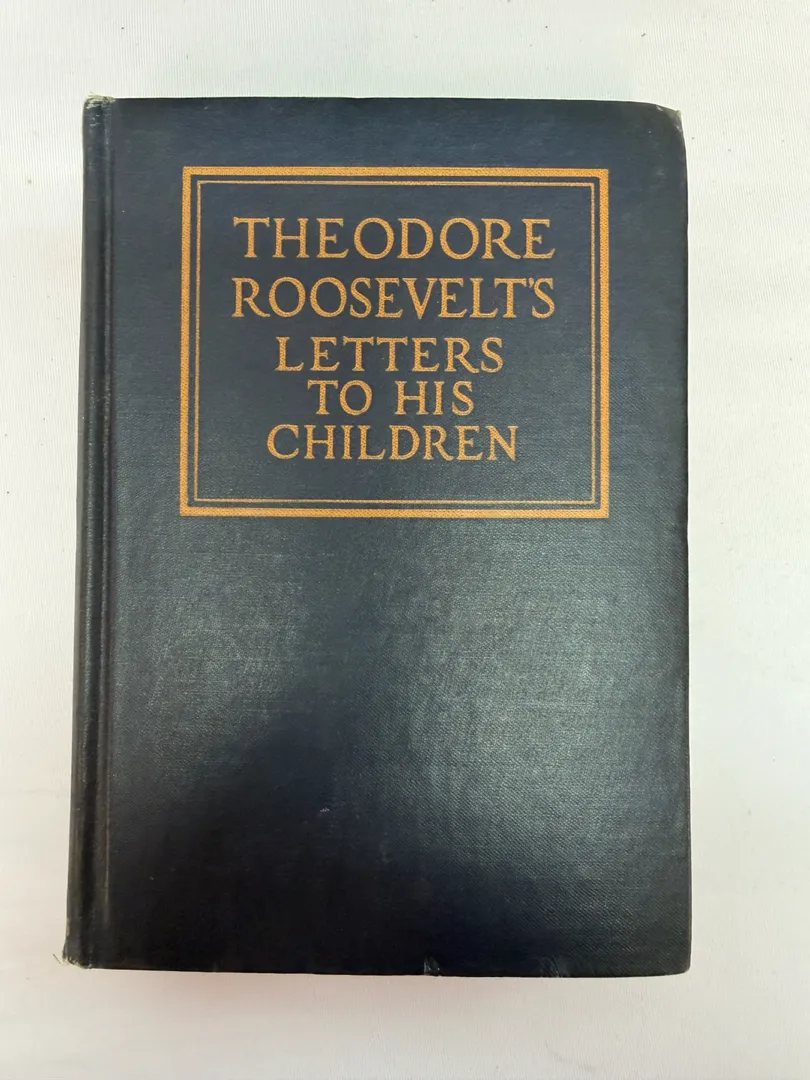 THEODORE
ROOSEVELT'S
LETTERS
TO HIS
CHILDREN